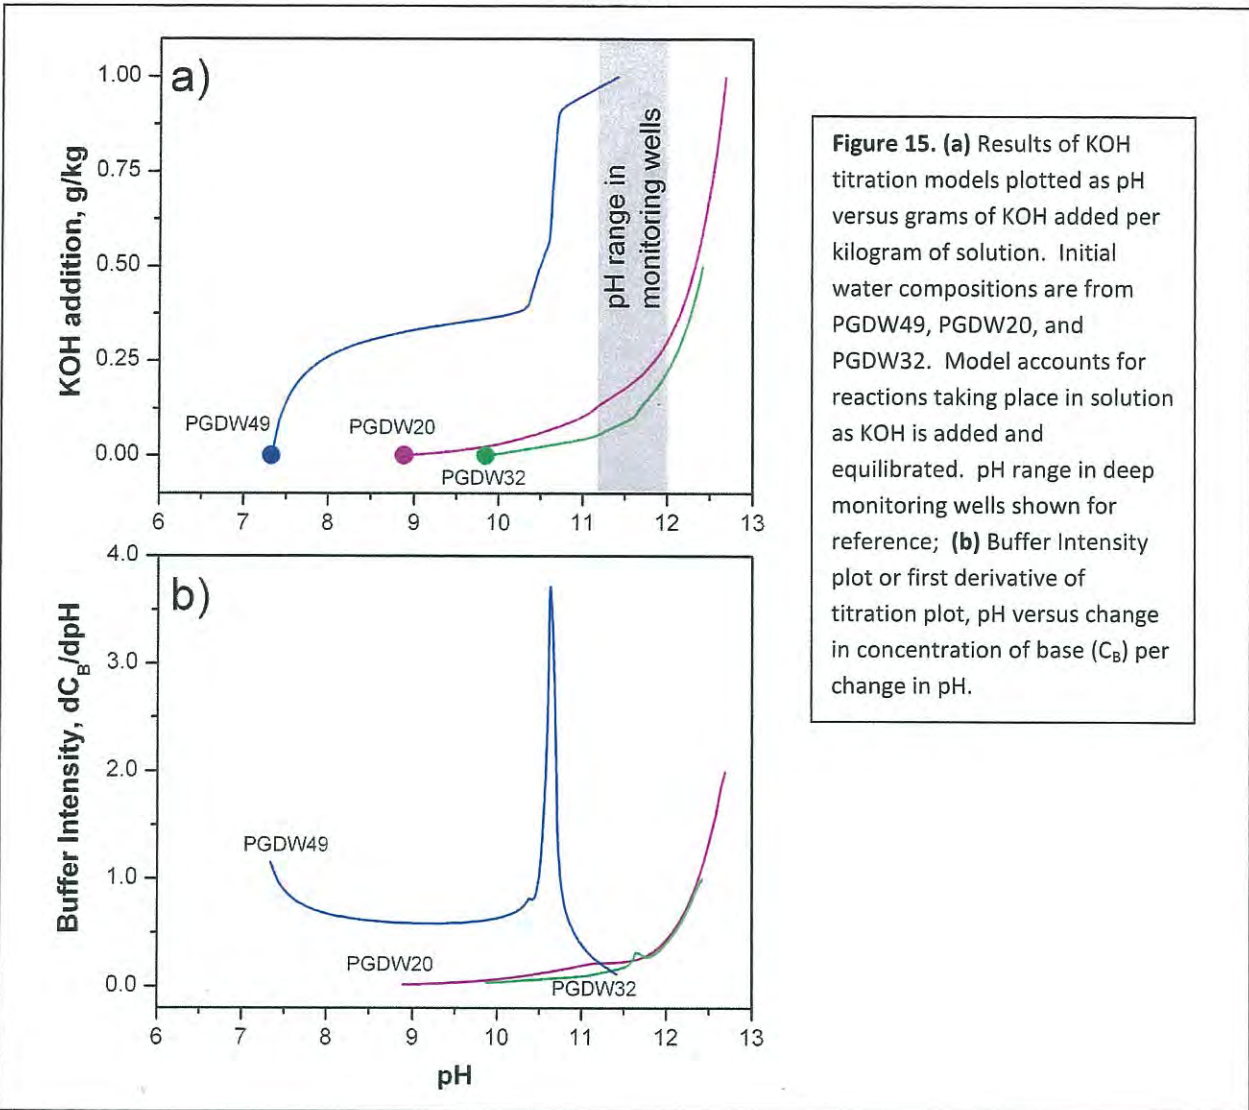 a)
1.00
0.75
0.50
0.25
0.00
KOH addition, g/kg
pH range in
monitoring wells
PGDW49
PGDW20
PGDW32
6 7 8 9 10 11 12 13
b)
4.0
3.0
2.0
1.0
0.0
Buffer Intensity, dC_B/dpH
PGDW49
PGDW20
PGDW32
6 7 8 9 10 11 12 13
pH
Figure 15. (a) Results of KOH
titration models plotted as pH
versus grams of KOH added per
kilogram of solution. Initial
water compositions are from
PGDW49, PGDW20, and
PGDW32. Model accounts for
reactions taking place in solution
as KOH is added and
equilibrated. pH range in deep
monitoring wells shown for
reference; (b) Buffer Intensity
plot or first derivative of
titration plot, pH versus change
in concentration of base (C_B) per
change in pH.